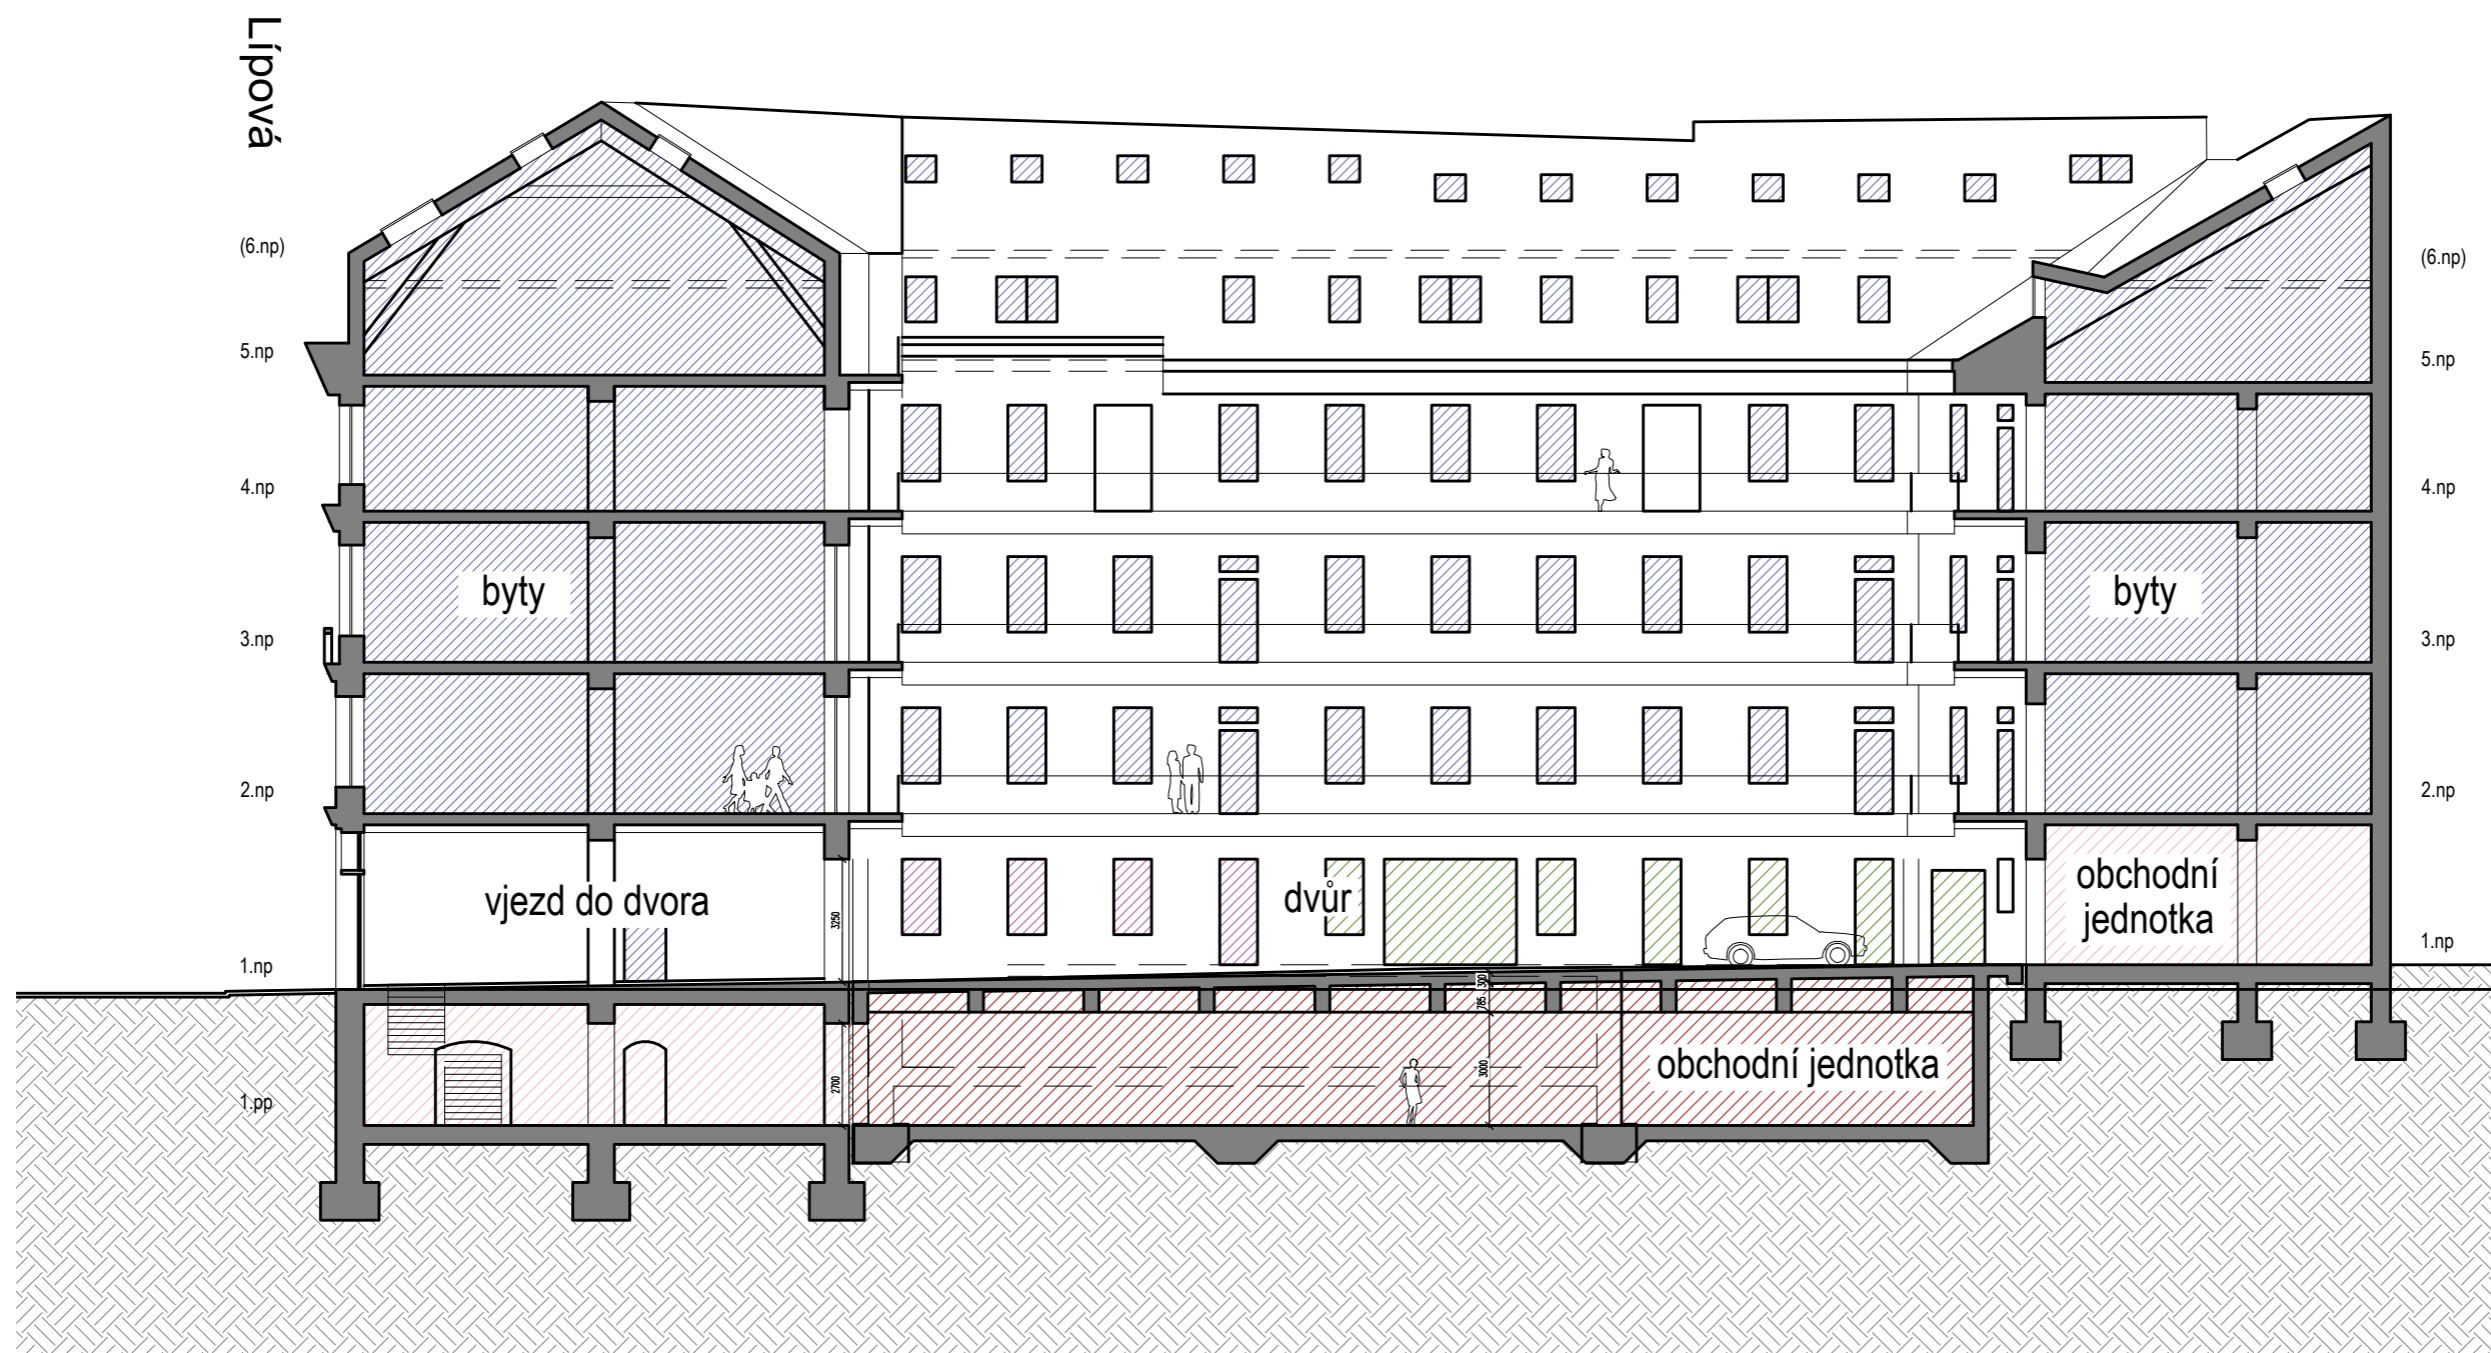 Lípová
(6.np)
(6.np)
5.np
5.np
4.np
4.np
byty
byty
3.np
3.np
2.np
2.np
obchodní
jednotka
vjezd do dvora
dvůr
3250
1.np
1.np
300
785
obchodní jednotka
3000
2700
1.pp